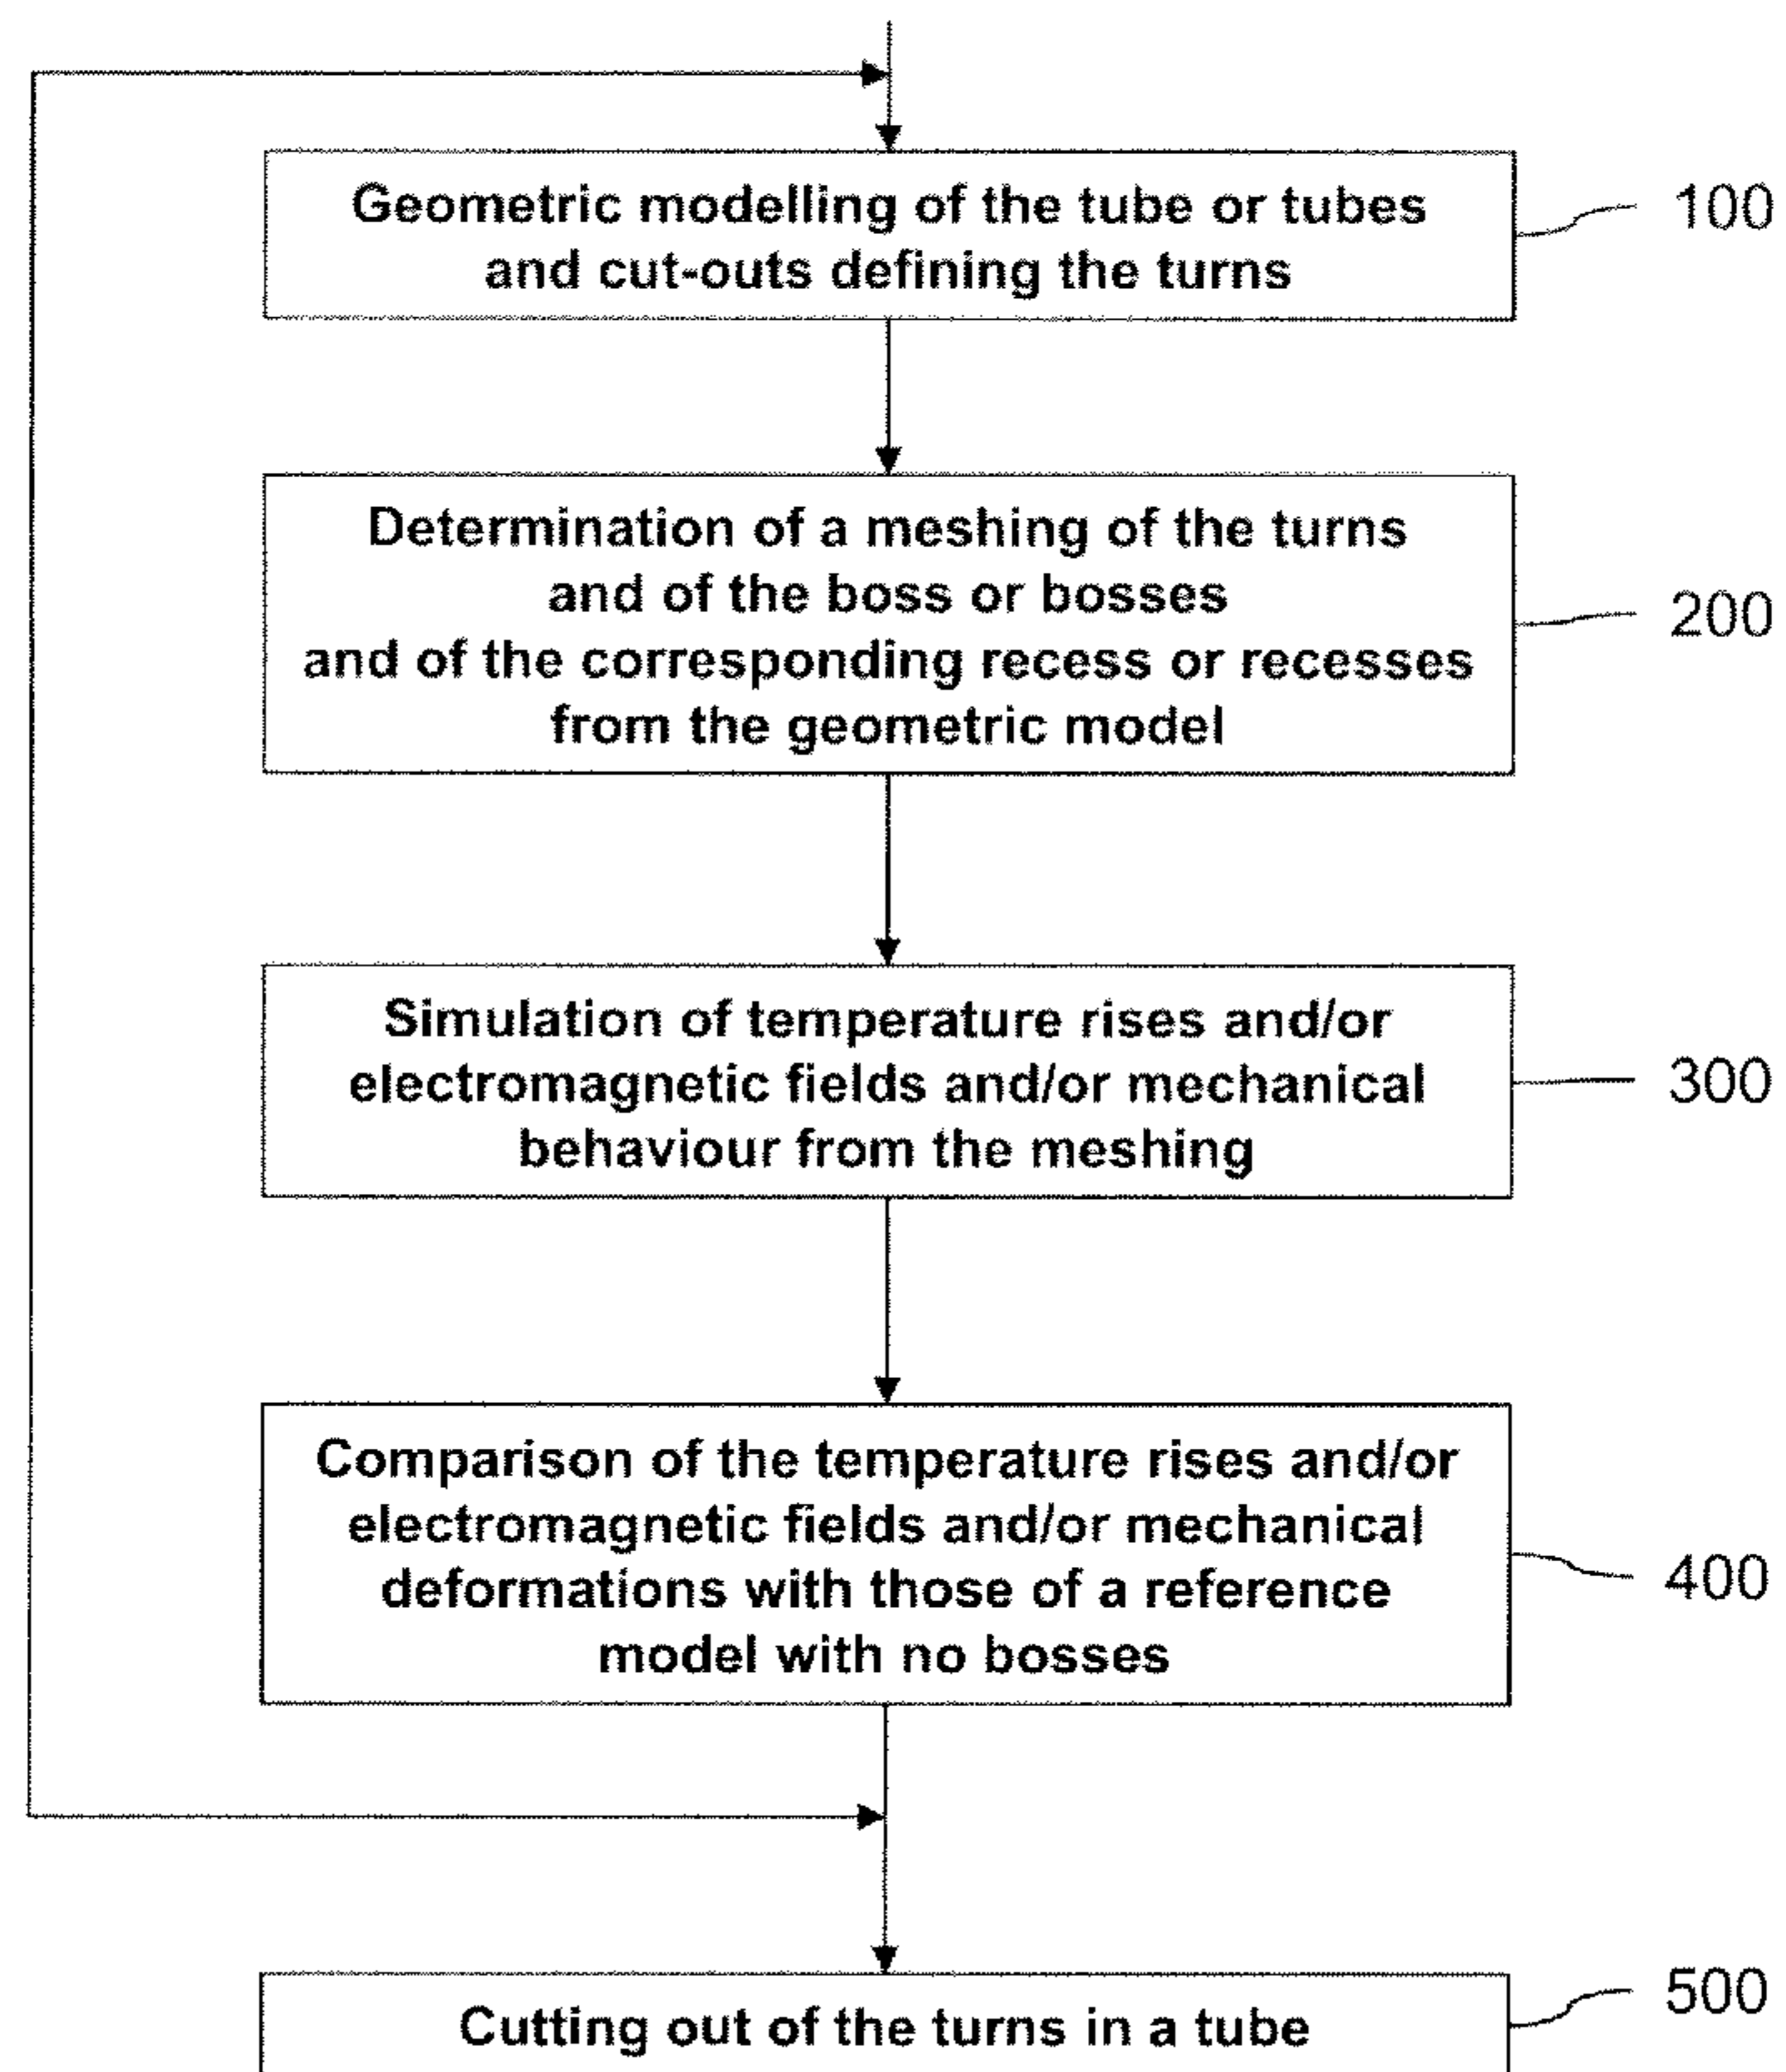 Geometric modelling of the tube or tubes
and cut-outs defining the turns
100
Determination of a meshing of the turns
and of the boss or bosses
and of the corresponding recess or recesses
from the geometric model
200
Simulation of temperature rises and/or
electromagnetic fields and/or mechanical
behaviour from the meshing
300
Comparison of the temperature rises and/or
electromagnetic fields and/or mechanical
deformations with those of a reference
model with no bosses
400
Cutting out of the turns in a tube
500